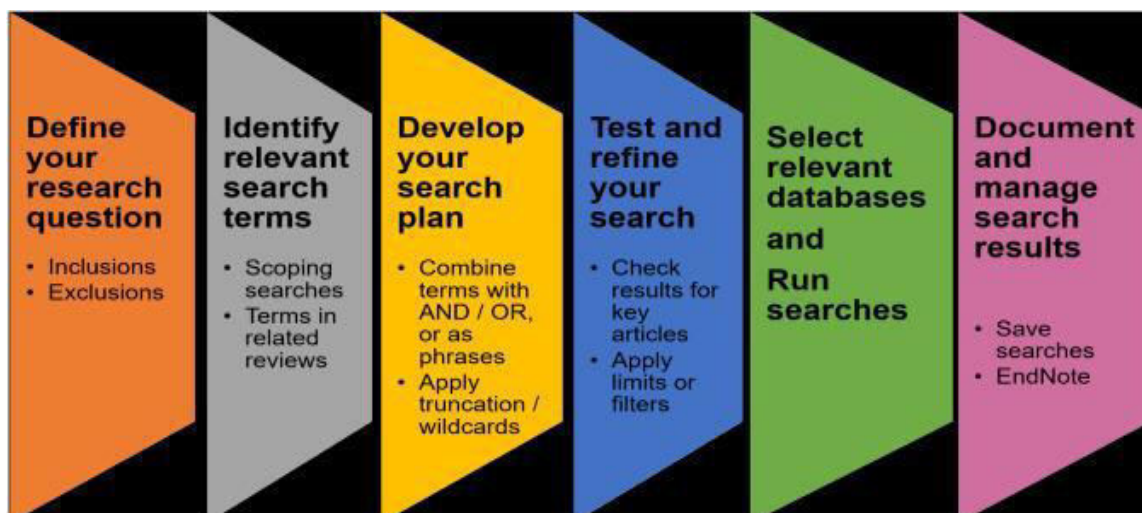 Define
your
research
question
• Inclusions
• Exclusions
Identify
relevant
search
terms
• Scoping
searches
• Terms in
related
reviews
Develop
your
search
plan
• Combine
terms with
AND / OR,
or as
phrases
• Apply
truncation /
wildcards
Test and
refine
your
search
• Check
results for
key
articles
• Apply
limits or
filters
Select
relevant
databases
and
Run
searches
Document
and
manage
search
results
• Save
searches
• EndNote